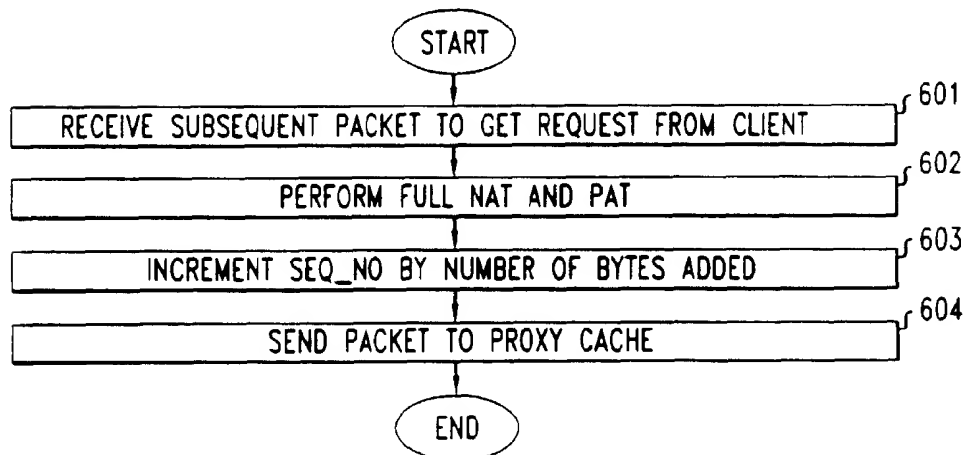 START
601
RECEIVE SUBSEQUENT PACKET TO GET REQUEST FROM CLIENT
602
PERFORM FULL NAT AND PAT
603
INCREMENT SEQ_NO BY NUMBER OF BYTES ADDED
604
SEND PACKET TO PROXY CACHE
END